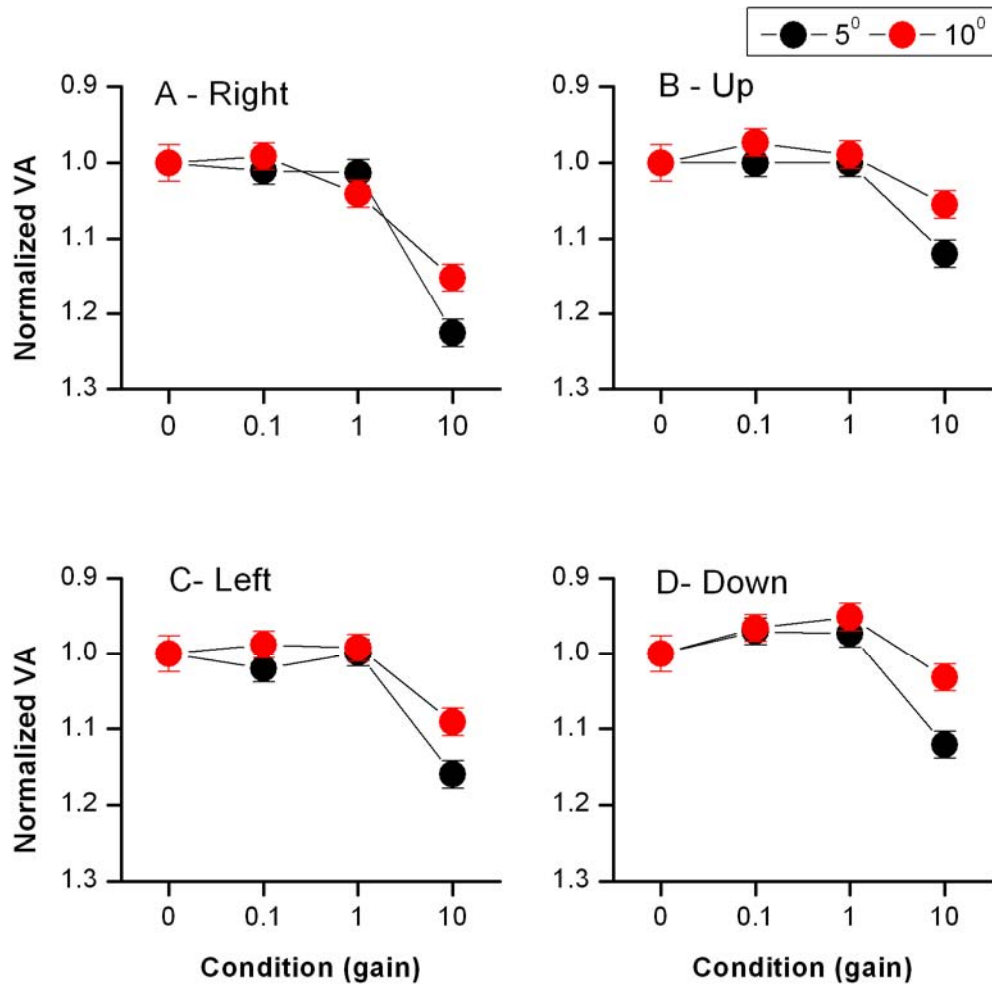 5⁰ 10⁰
A - Right
0.9
1.0
1.1
1.2
1.3
Normalized VA
0 0.1 1 10
B - Up
0.9
1.0
1.1
1.2
1.3
0 0.1 1 10
C- Left
0.9
1.0
1.1
1.2
1.3
Normalized VA
0 0.1 1 10
Condition (gain)
D- Down
0.9
1.0
1.1
1.2
1.3
0 0.1 1 10
Condition (gain)